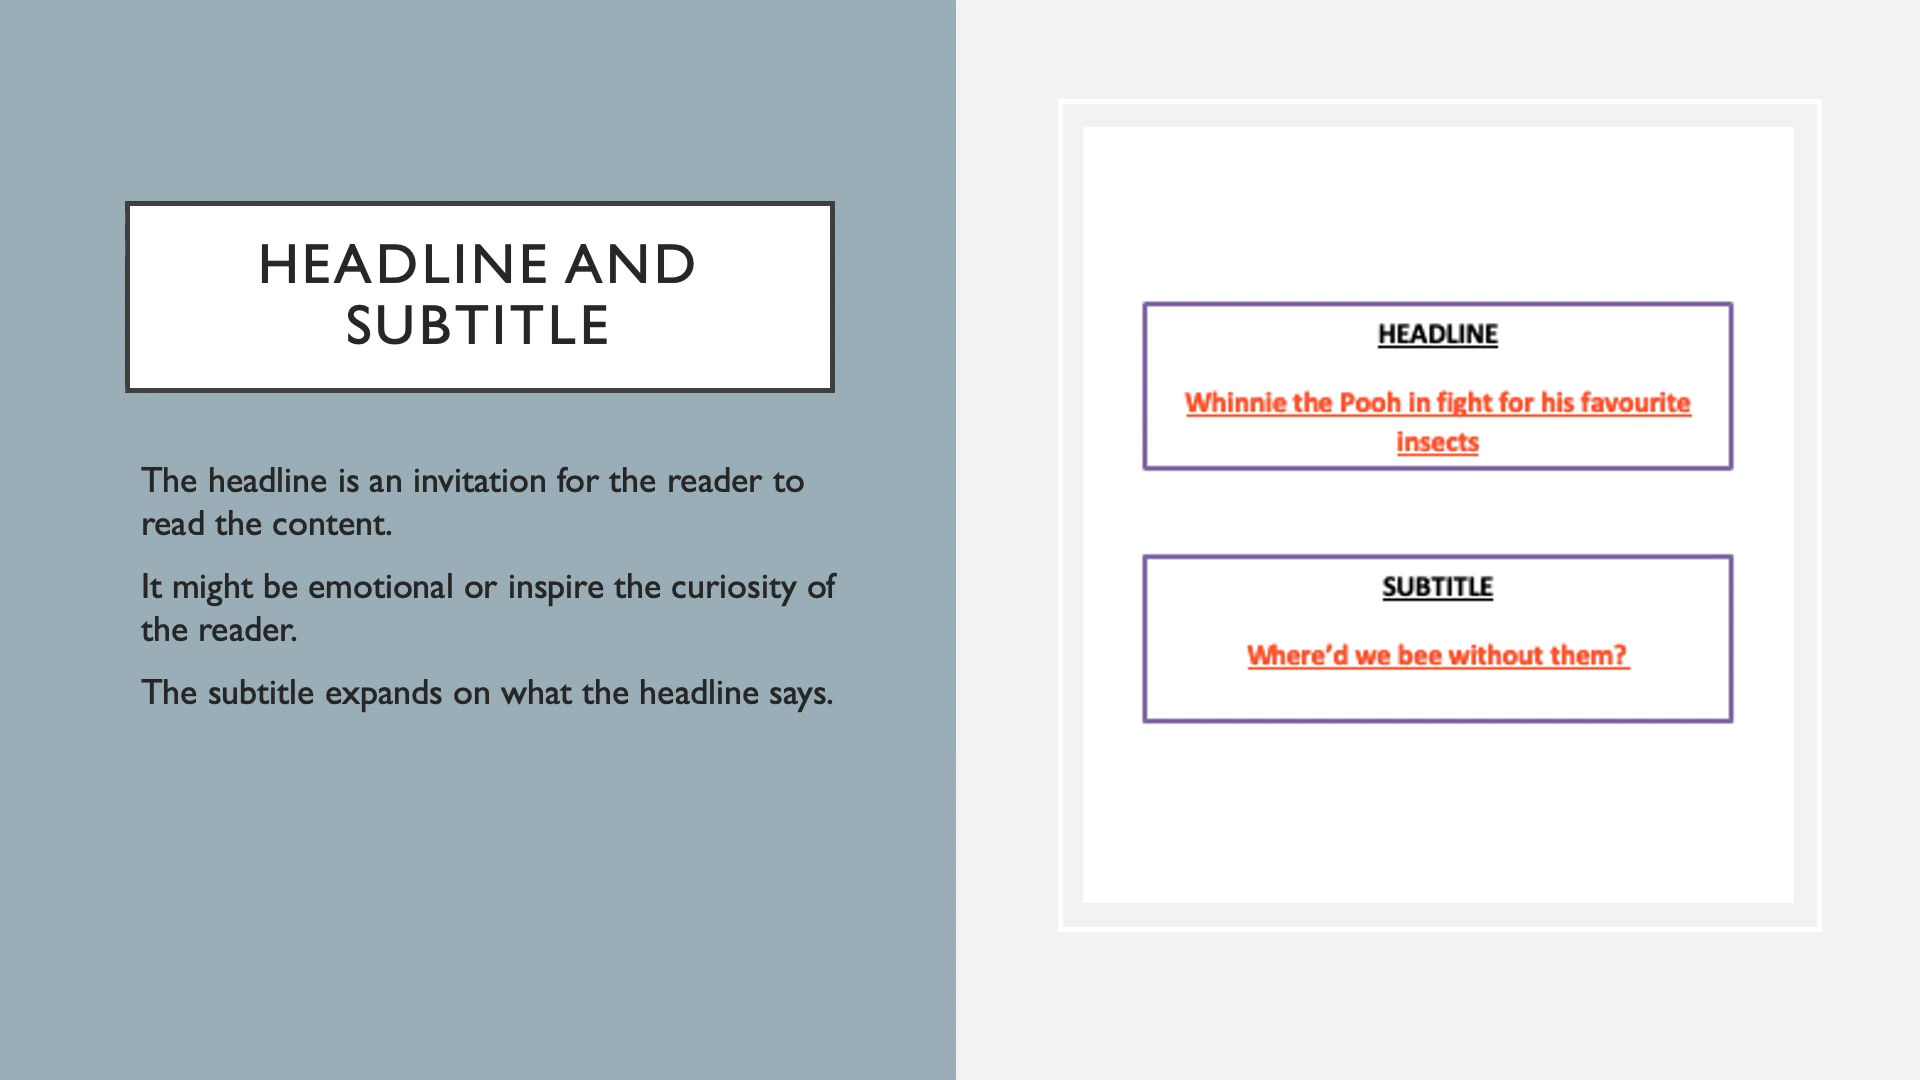 HEADLINE AND
SUBTITLE
The headline is an invitation for the reader to
read the content.
It might be emotional or inspire the curiosity of
the reader.
The subtitle expands on what the headline says.
HEADLINE
Whinnie the Pooh in fight for his favourite
insects
SUBTITLE
Where'd we bee without them?